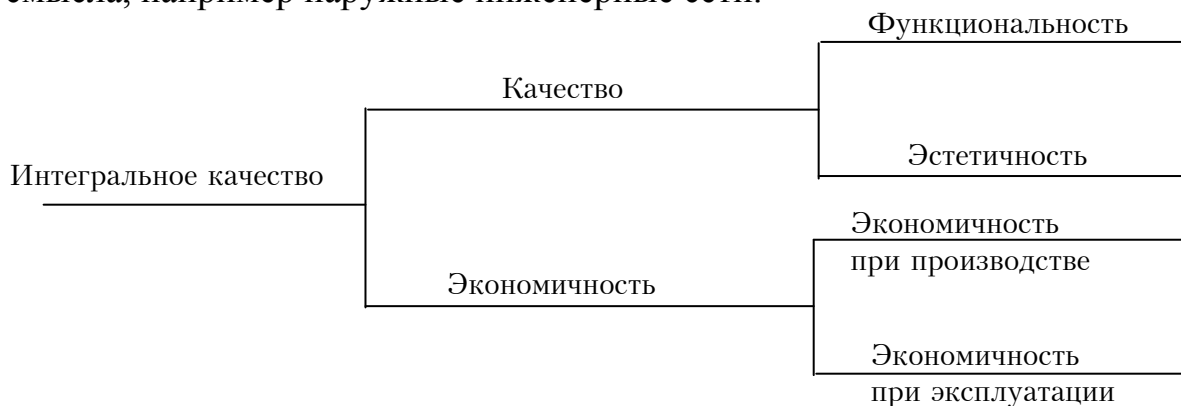 смысла, например наружные инженерные сети.
Функциональность
Качество
Эстетичность
Интегральное качество
Экономичность
при производстве
Экономичность
Экономичность
при эксплуатации